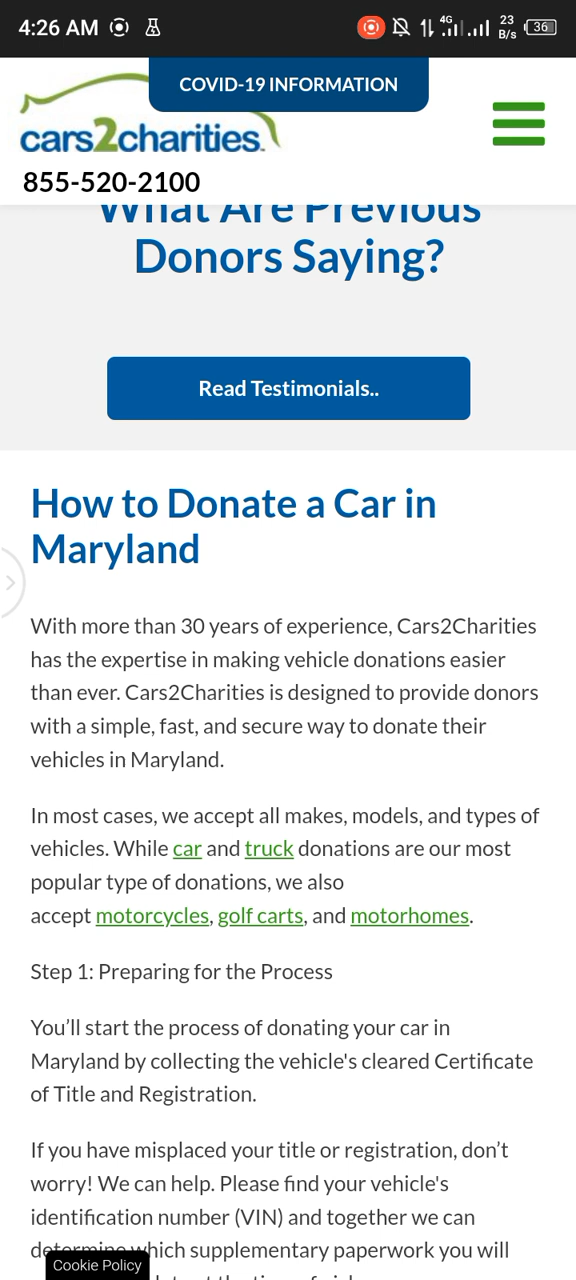 4:26 AM
4G
23
B/s
36
COVID-19 INFORMATION
cars2charities.
855-520-2100
What Are Previous
Donors Saying?
Read Testimonials..
How to Donate a Car in
Maryland
With more than 30 years of experience, Cars2Charities
has the expertise in making vehicle donations easier
than ever. Cars2Charities is designed to provide donors
with a simple, fast, and secure way to donate their
vehicles in Maryland.
In most cases, we accept all makes, models, and types of
vehicles. While car and truck donations are our most
popular type of donations, we also
accept motorcycles, golf carts, and motorhomes.
Step 1: Preparing for the Process
You’ll start the process of donating your car in
Maryland by collecting the vehicle's cleared Certificate
of Title and Registration.
If you have misplaced your title or registration, don’t
worry! We can help. Please find your vehicle's
identification number (VIN) and together we can
determine which supplementary paperwork you will
Cookie Policy